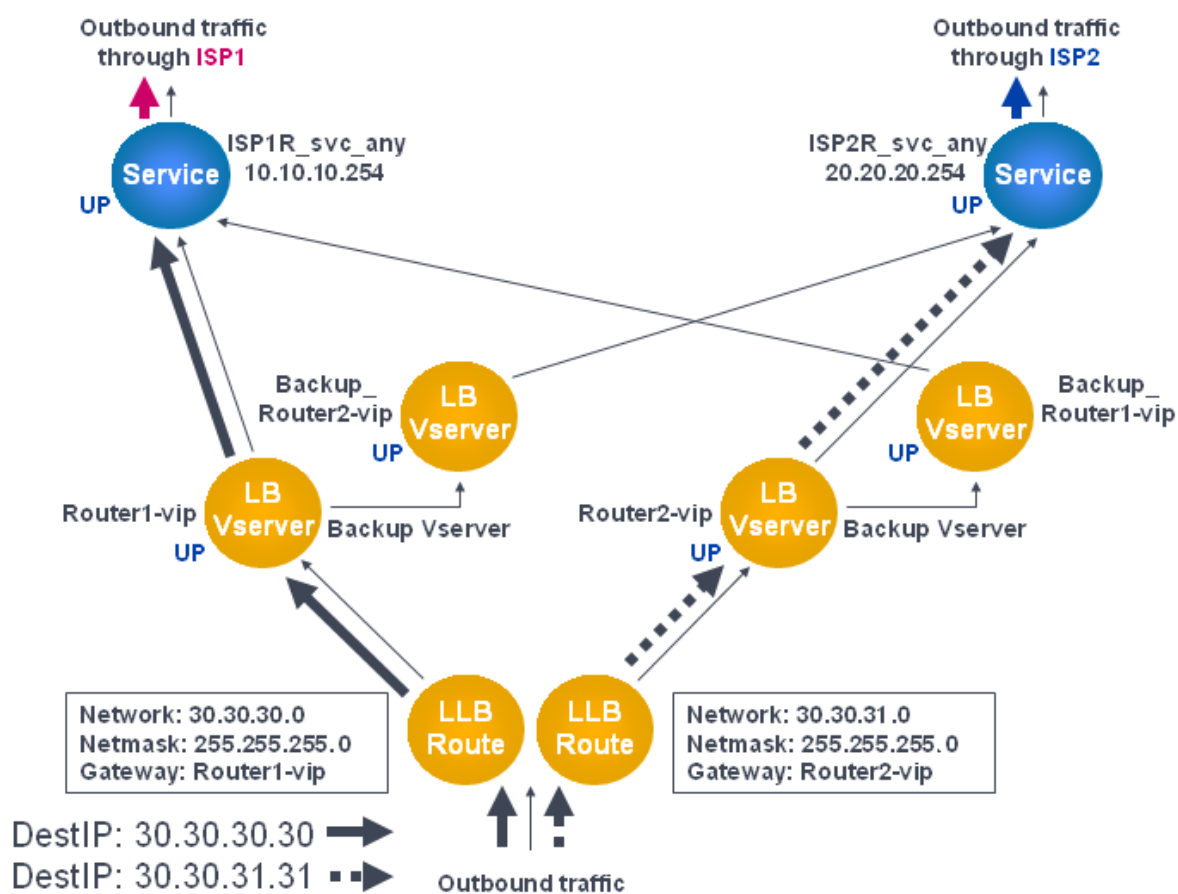 Outbound traffic
through ISP1
Outbound traffic
through ISP2
ISP1R_svc_any
10.10.10.254
Service
UP
ISP2R_svc_any
20.20.20.254
Service
UP
Backup_
Router2-vip
LB
Vserver
UP
LB
Vserver
Backup_
Router1-vip
UP
Router1-vip
LB
Vserver
Backup Vserver
UP
Router2-vip
LB
Vserver
Backup Vserver
UP
Network: 30.30.30.0
Netmask: 255.255.255.0
Gateway: Router1-vip
LLB
Route
LLB
Route
Network: 30.30.31.0
Netmask: 255.255.255.0
Gateway: Router2-vip
DestIP: 30.30.30.30
DestIP: 30.30.31.31
Outbound traffic